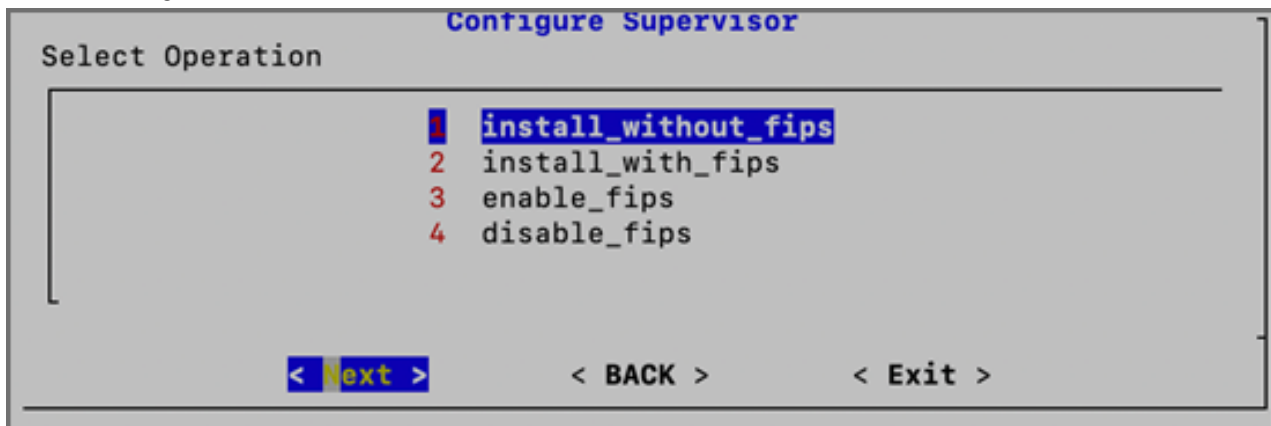 Configure Supervisor
Select Operation
1 install_without_fips
2 install_with_fips
3 enable_fips
4 disable_fips
< Next > < BACK > < Exit >